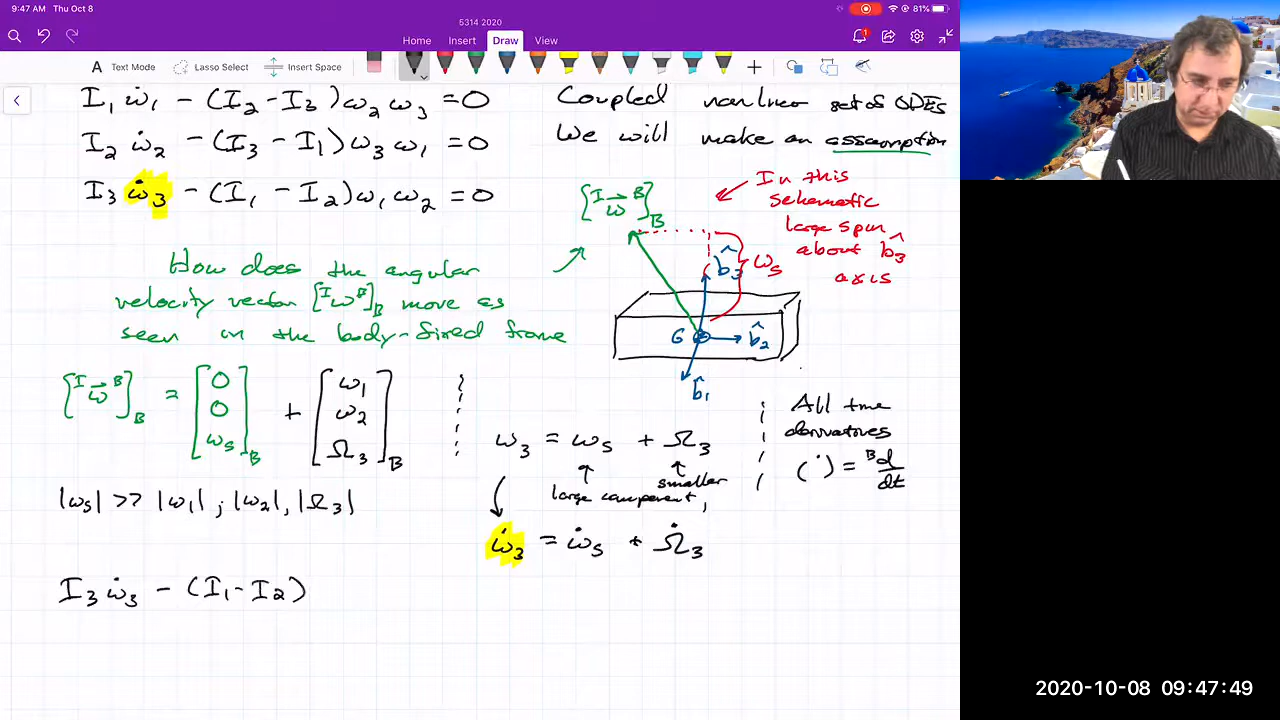 9:47 AM Thu Oct 8
81%
5314 2020
Home Insert Draw View
1
A Text Mode Lasso Select Insert Space
I₁ ω̇₁ − (I₂−I₃)ω₂ ω₃ = 0
I₂ ω̇₂ − (I₃ − I₁)ω₃ ω₁ = 0
I₃ ω̇₃ − (I₁ − I₂)ω₁ ω₂ = 0
Coupled nonlinear set of ODEs
We will make an assumption
In this
schematic
large spin
about b̂₃
axis
[ᴵω⃗ᴮ]_B
b̂₃
ωs
G
b̂₂
b̂₁
How does the angular
velocity vector [ᴵω⃗ᴮ]_B move as
seen in the body-fixed frame
[ᴵω⃗ᴮ]_B = [0 0 ωs]_B + [ω₁ ω₂ Ω₃]_B
ω₃ = ωs + Ω₃
large component, smaller
All time
derivatives
(˙) = ᴮd/dt
|ωs| >> |ω₁|, |ω₂|, |Ω₃|
ω̇₃ = ω̇s + Ω̇₃
I₃ ω̇₃ − (I₁−I₂)
2020-10-08 09:47:49